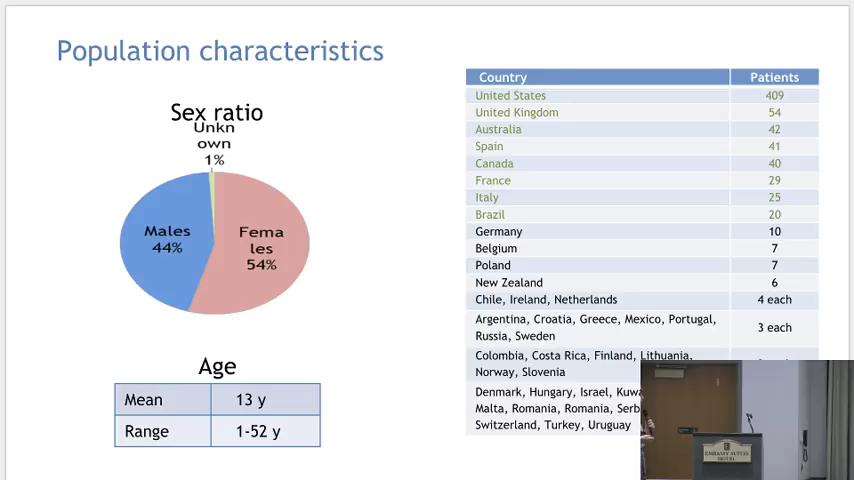 Population characteristics
Sex ratio
Unkn
own
1%
Males
44%
Fema
les
54%
Age
Mean 13 y
Range 1-52 y
Country Patients
United States 409
United Kingdom 54
Australia 42
Spain 41
Canada 40
France 29
Italy 25
Brazil 20
Germany 10
Belgium 7
Poland 7
New Zealand 6
Chile, Ireland, Netherlands 4 each
Argentina, Croatia, Greece, Mexico, Portugal,
Russia, Sweden 3 each
Colombia, Costa Rica, Finland, Lithuania,
Norway, Slovenia
Denmark, Hungary, Israel,
Malta, Romania, Romania,
Switzerland, Turkey, Uruguay
EMBASSY SUITES
HOTEL